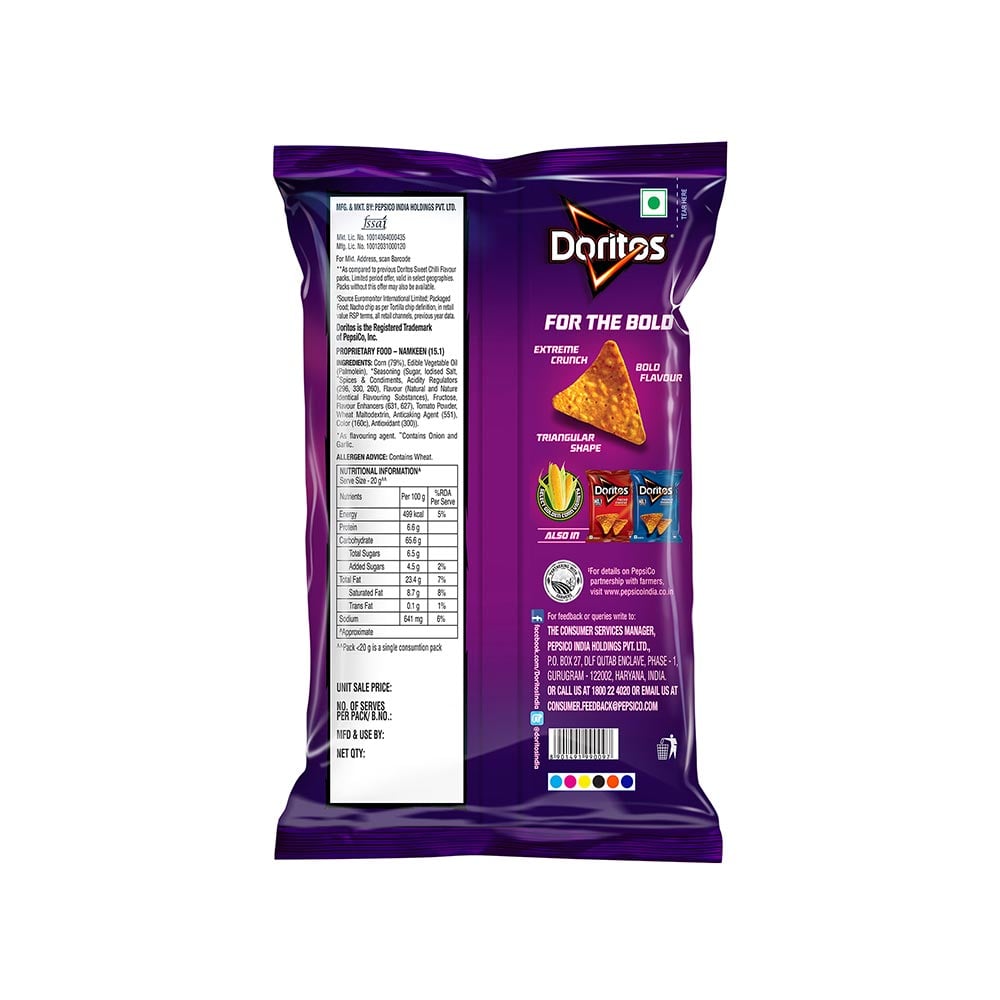 MFG. & MKT. BY: PEPSICO INDIA HOLDINGS PVT. LTD.
fssai
Mkt. Lic. No. 10014064000435
Mfg. Lic. No. 10012031000120
For Mkt. Address, scan Barcode
**As compared to previous Doritos Sweet Chilli Flavour
packs, Limited period offer, valid in select geographies.
Packs without this offer may also be available.
Source Euromonitor International Limited; Packaged
Food; Nacho chip as per Tortilla chip definition, in retail
value RSP terms, all retail channels, previous year data.
Doritos is the Registered Trademark
of PepsiCo, Inc.
PROPRIETARY FOOD – NAMKEEN (15.1)
INGREDIENTS: Corn (79%), Edible Vegetable Oil
(Palmolein), *Seasoning (Sugar, Iodised Salt,
Spices & Condiments, Acidity Regulators
(296, 330, 260), Flavour (Natural and Nature
Identical Flavouring Substances), Fructose,
Flavour Enhancers (631, 627), Tomato Powder,
Wheat Maltodextrin, Anticaking Agent (551),
Color (160c), Antioxidant (300)).
*As flavouring agent. Contains Onion and
Garlic.
ALLERGEN ADVICE: Contains Wheat.
NUTRITIONAL INFORMATION^
Serve Size - 20 g^^
Nutrients Per 100 g %RDA Per Serve
Energy 499 kcal 5%
Protein 6.6 g
Carbohydrate 65.6 g
Total Sugars 6.5 g
Added Sugars 4.5 g 2%
Total Fat 23.4 g 7%
Saturated Fat 8.7 g 8%
Trans Fat 0.1 g 1%
Sodium 641 mg 6%
^Approximate
^^Pack <20 g is a single consumtion pack
UNIT SALE PRICE:
NO. OF SERVES
PER PACK/ B.NO.:
MFD & USE BY:
NET QTY:
TEAR HERE
Doritos
FOR THE BOLD
EXTREME
CRUNCH
BOLD
FLAVOUR
TRIANGULAR
SHAPE
Doritos
Doritos
ALSO IN
For details on PepsiCo
partnership with farmers,
visit www.pepsicoindia.co.in
For feedback or queries write to:
THE CONSUMER SERVICES MANAGER,
PEPSICO INDIA HOLDINGS PVT. LTD.,
P.O. BOX 27, DLF QUTAB ENCLAVE, PHASE - 1,
GURUGRAM - 122002, HARYANA, INDIA.
OR CALL US AT 1800 22 4020 OR EMAIL US AT
CONSUMER.FEEDBACK@PEPSICO.COM
facebook.com/DoritosIndia
@doritosindia